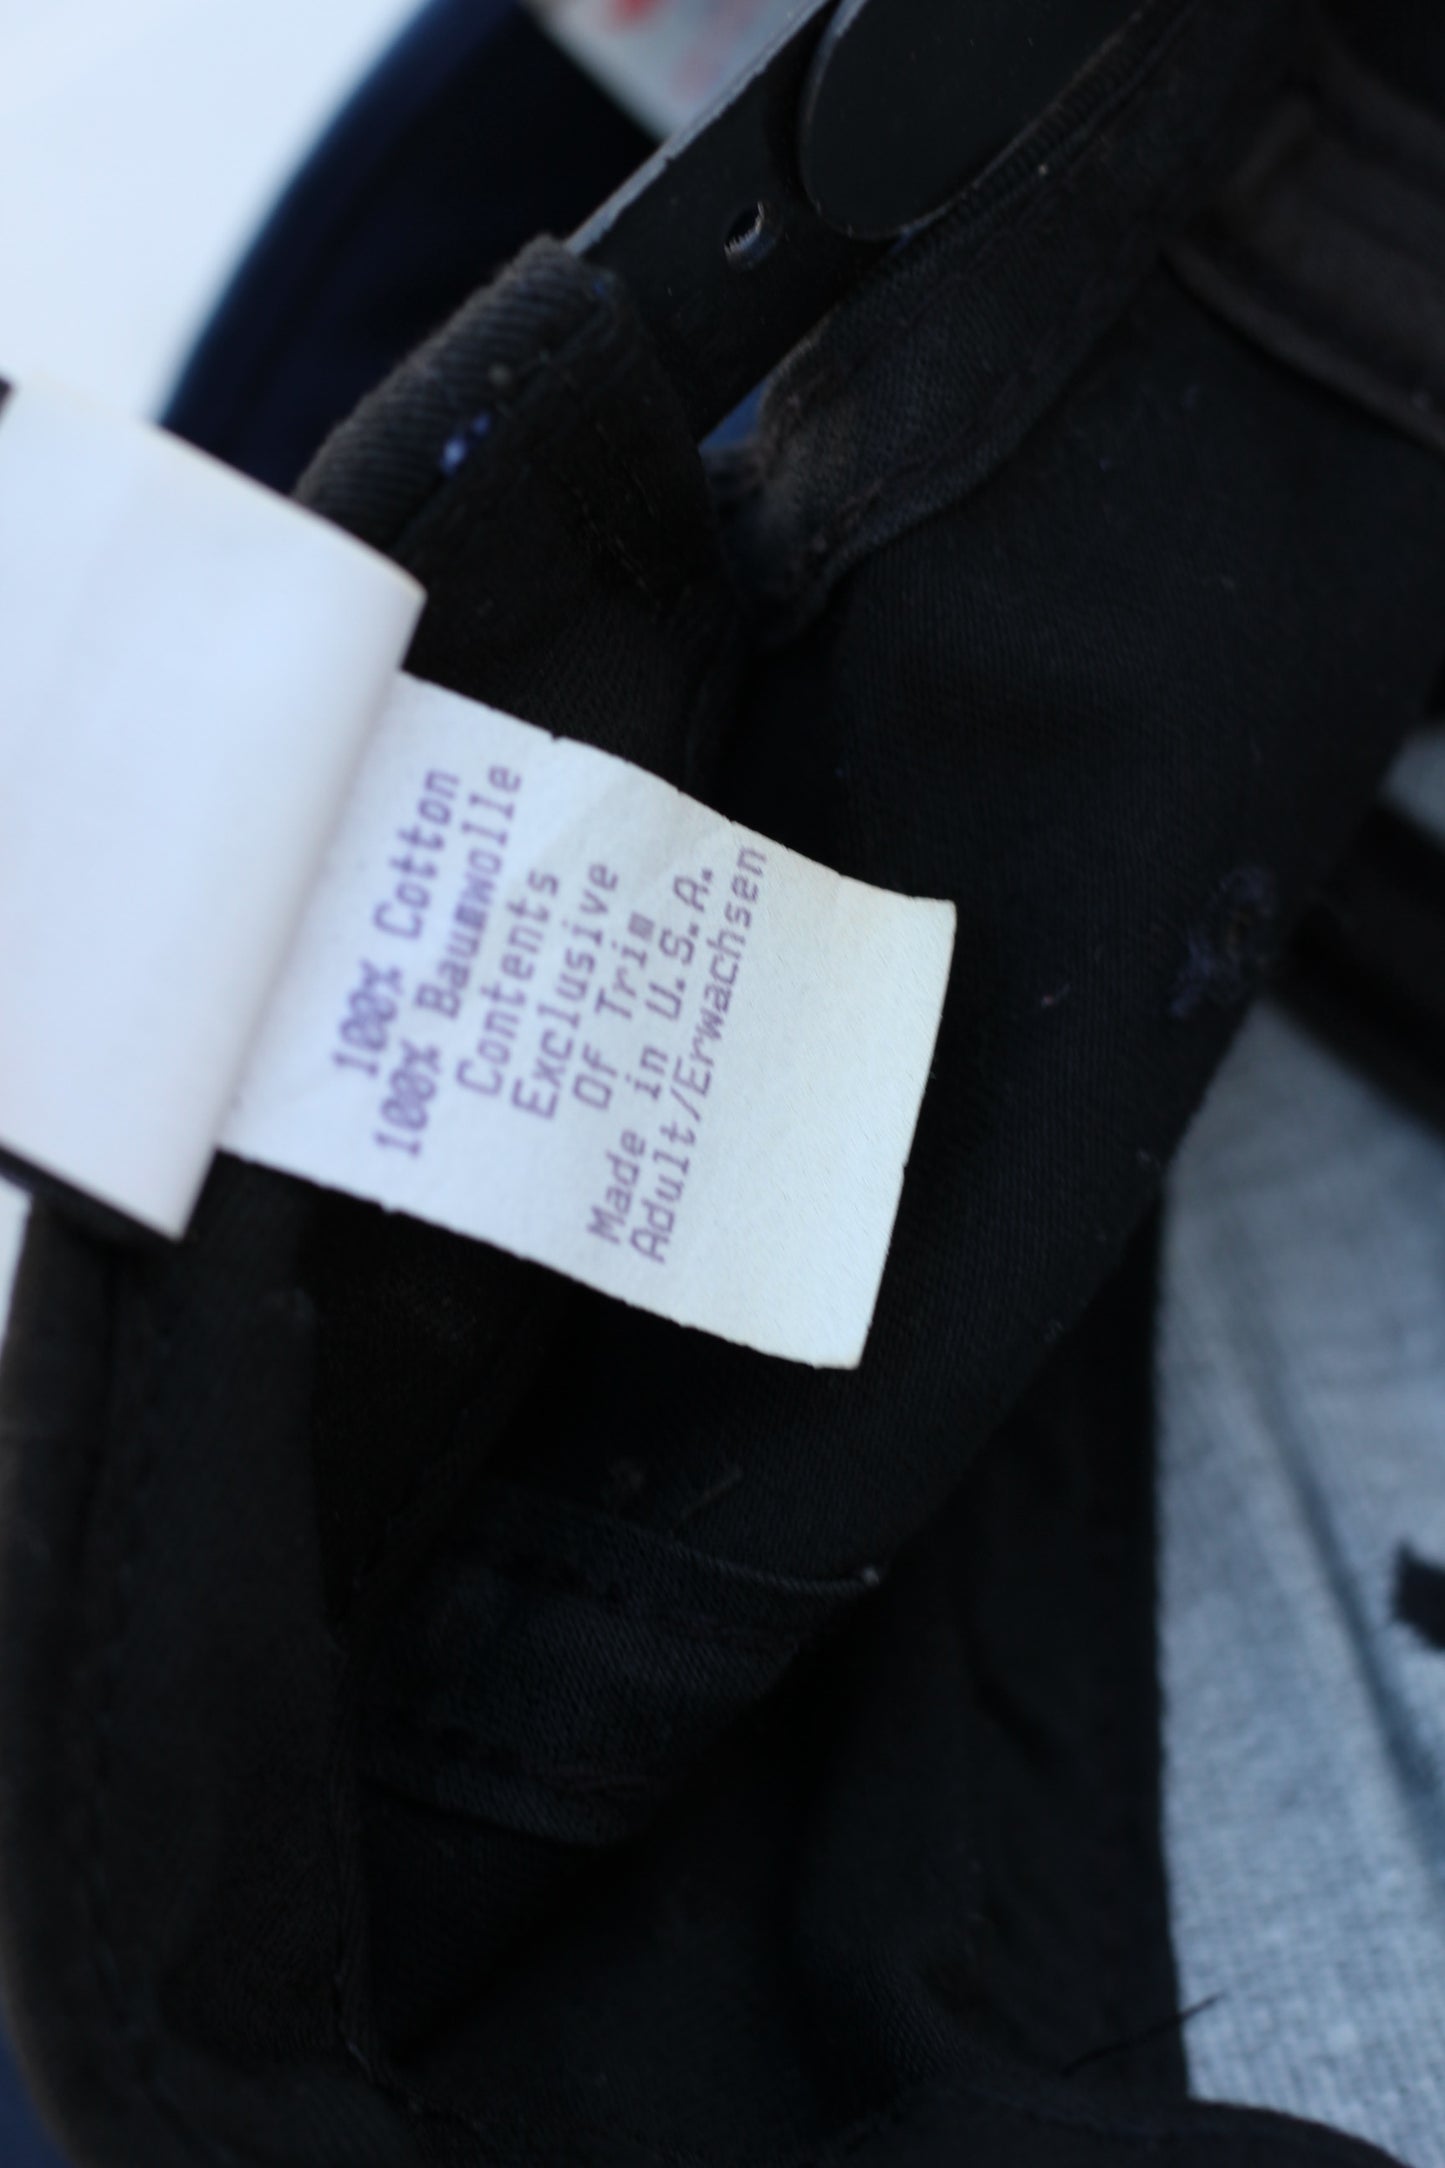 100% Cotton
100% Baumwolle
Contents
Exclusive
Of Trim
Made in U.S.A.
Adult/Erwachsen